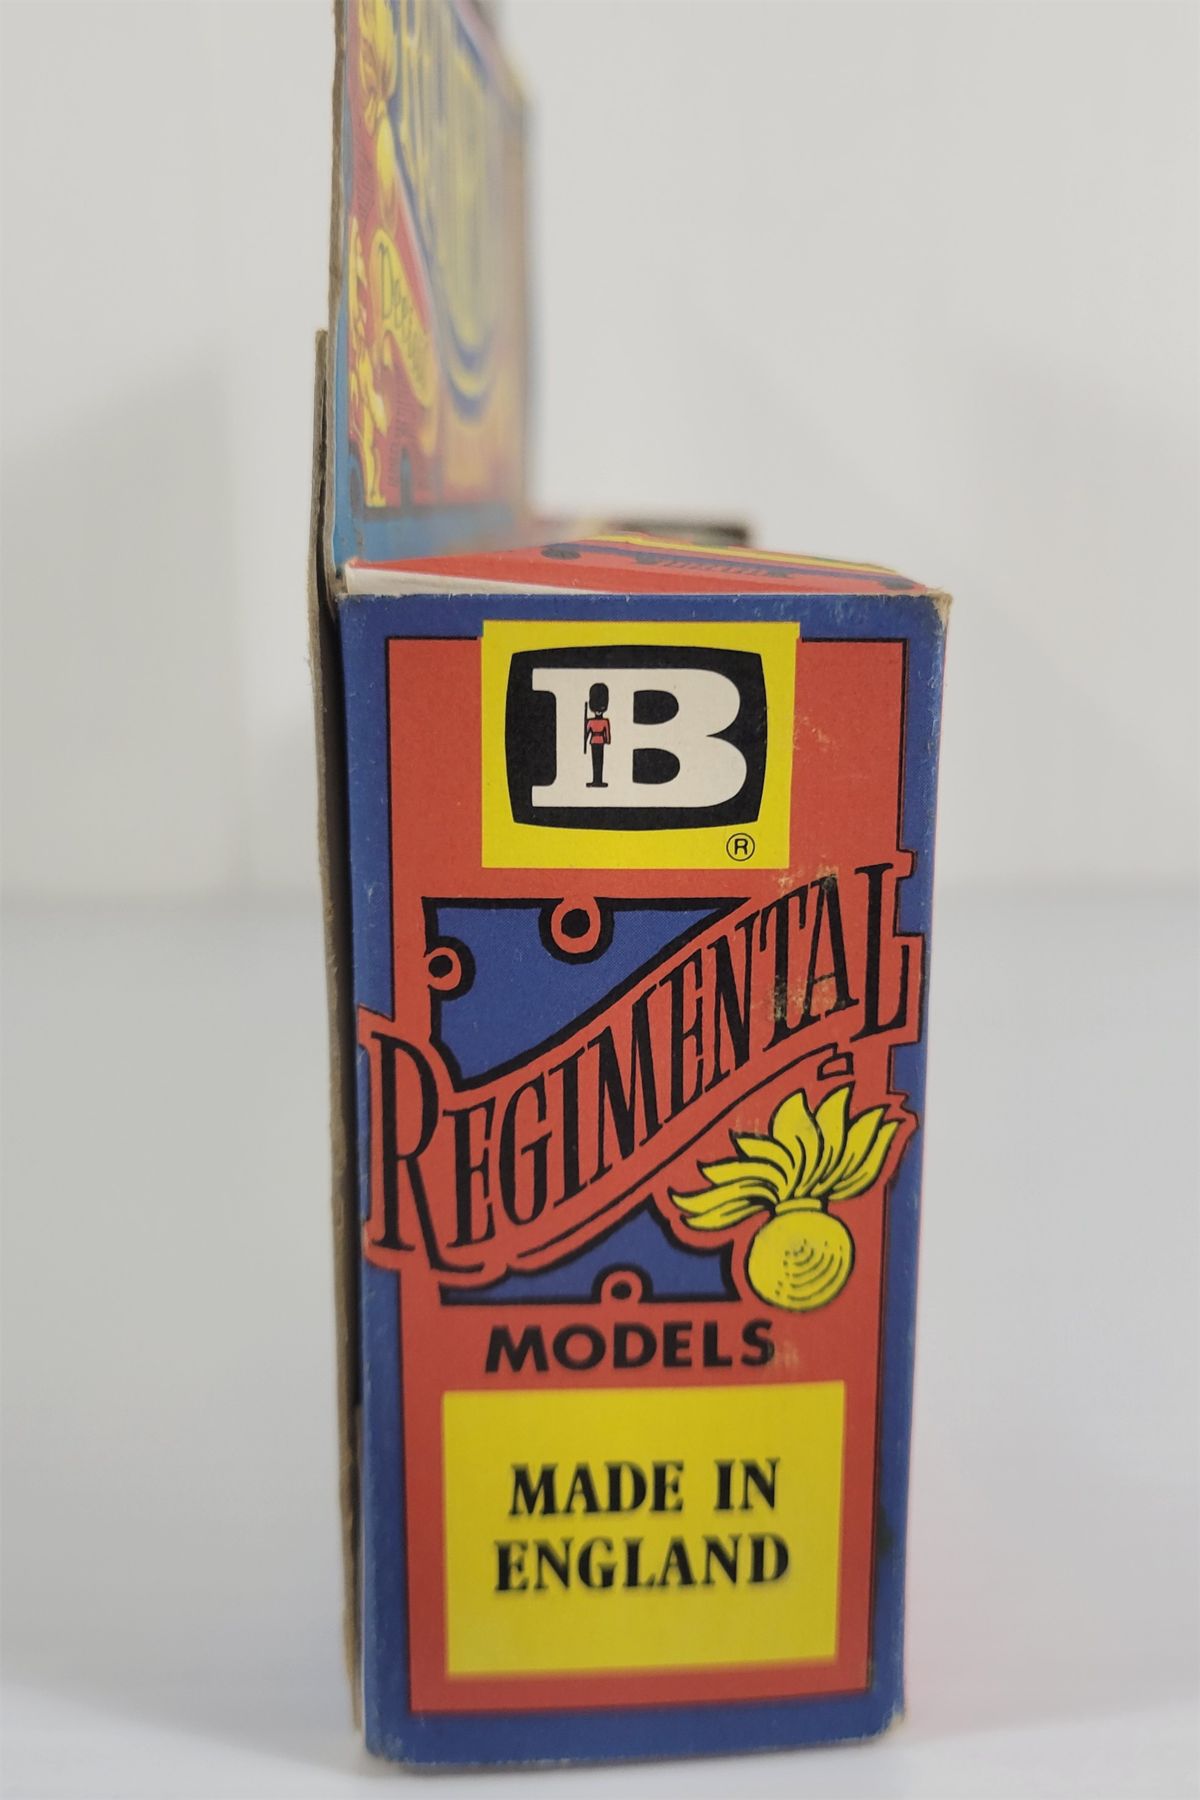 B
®
REGIMENTAL
MODELS
MADE IN
ENGLAND